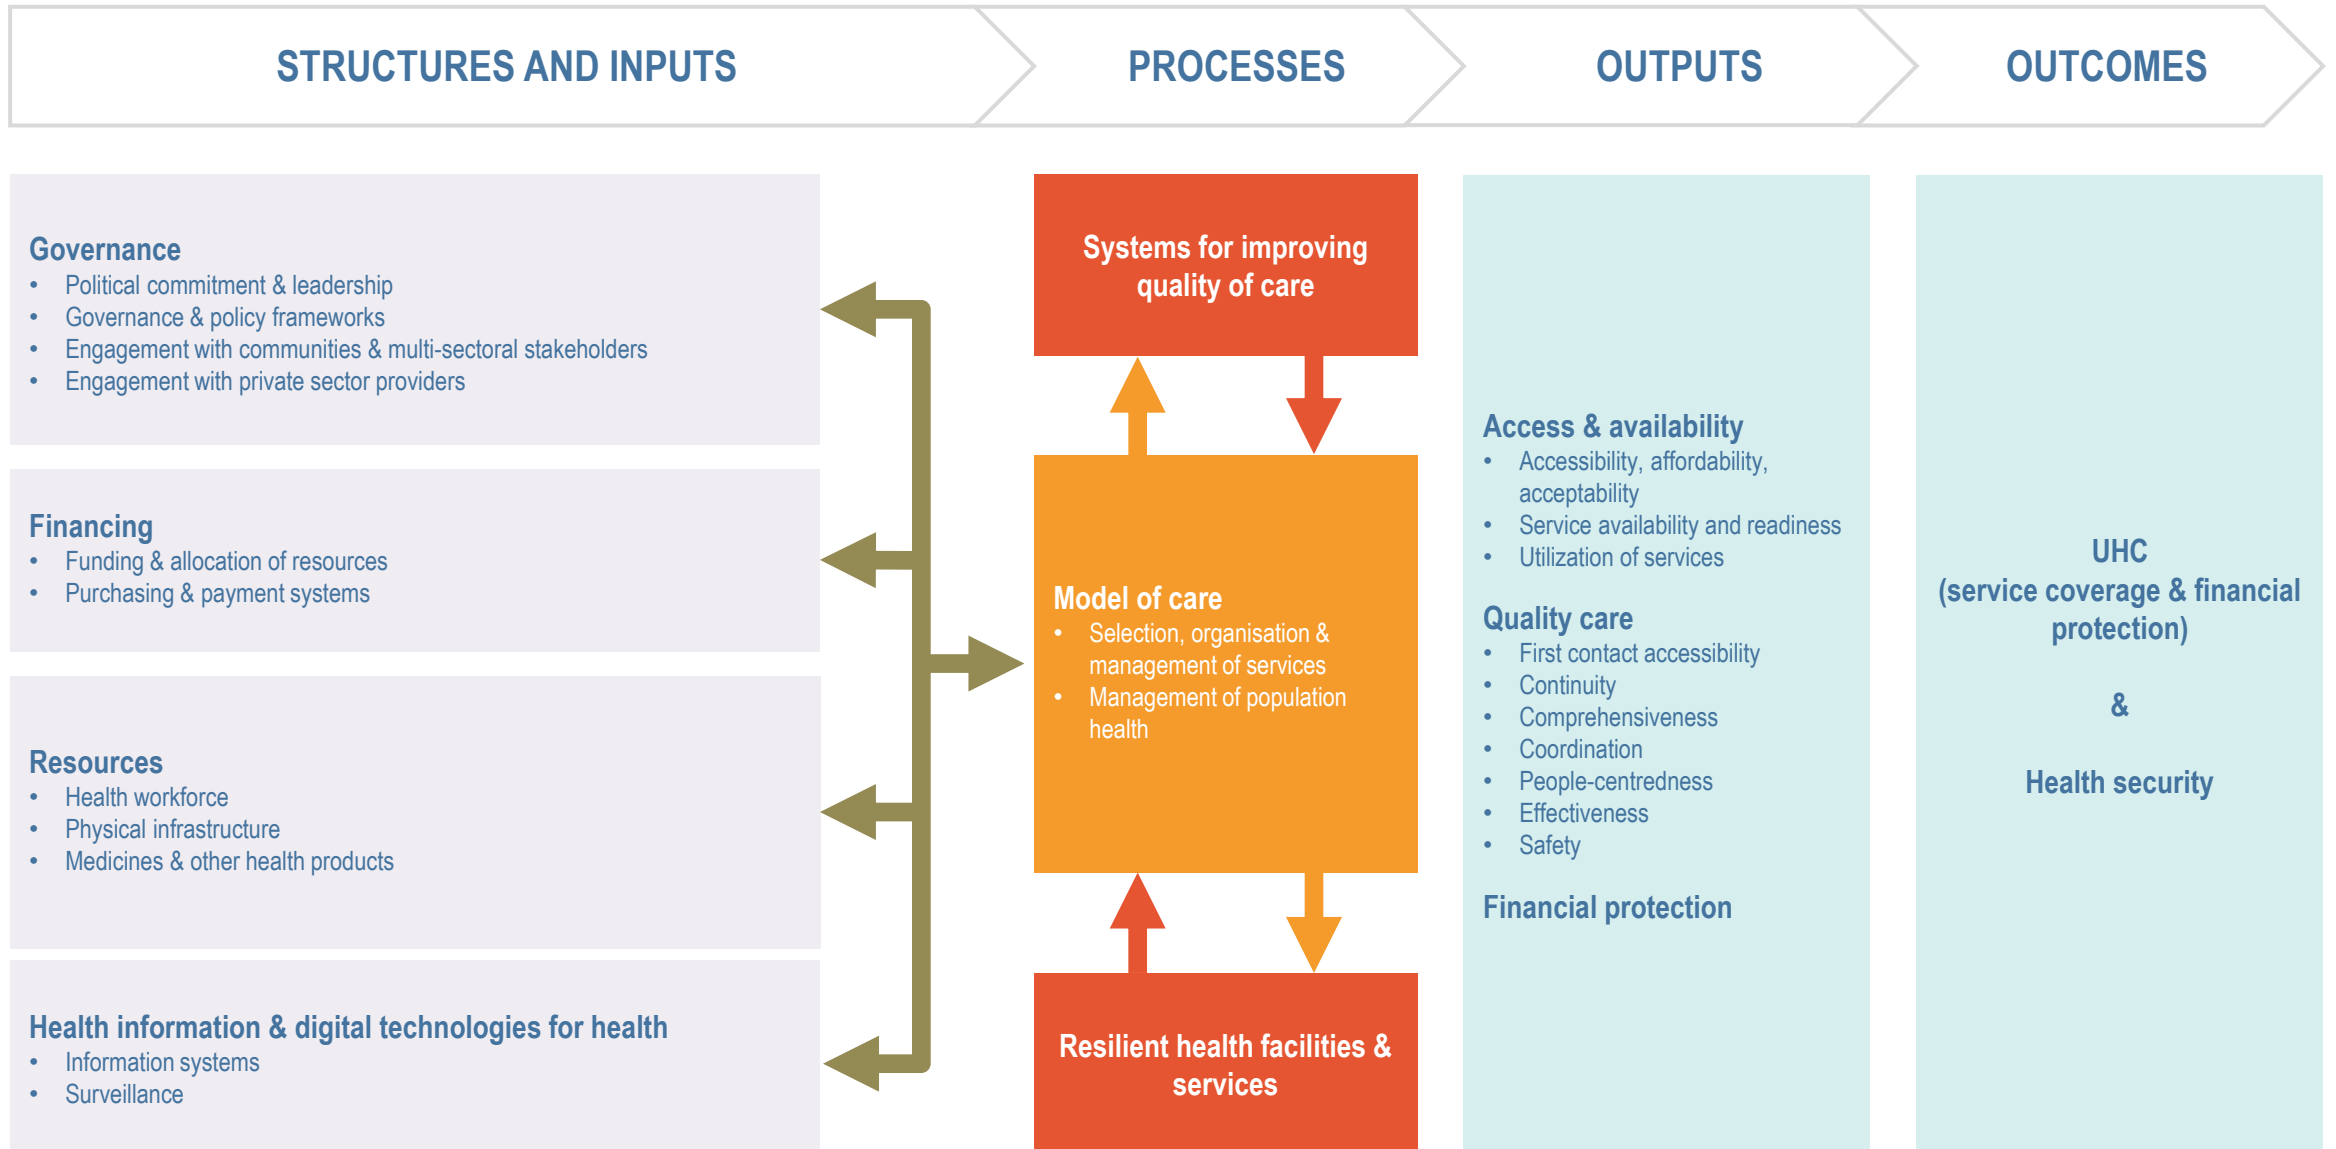 STRUCTURES AND INPUTS
PROCESSES
OUTPUTS
OUTCOMES
Governance
• Political commitment & leadership
• Governance & policy frameworks
• Engagement with communities & multi-sectoral stakeholders
• Engagement with private sector providers
Financing
• Funding & allocation of resources
• Purchasing & payment systems
Resources
• Health workforce
• Physical infrastructure
• Medicines & other health products
Health information & digital technologies for health
• Information systems
• Surveillance
Systems for improving
quality of care
Model of care
• Selection, organisation &
management of services
• Management of population
health
Resilient health facilities &
services
Access & availability
• Accessibility, affordability,
acceptability
• Service availability and readiness
• Utilization of services
Quality care
• First contact accessibility
• Continuity
• Comprehensiveness
• Coordination
• People-centredness
• Effectiveness
• Safety
Financial protection
UHC
(service coverage & financial
protection)
&
Health security